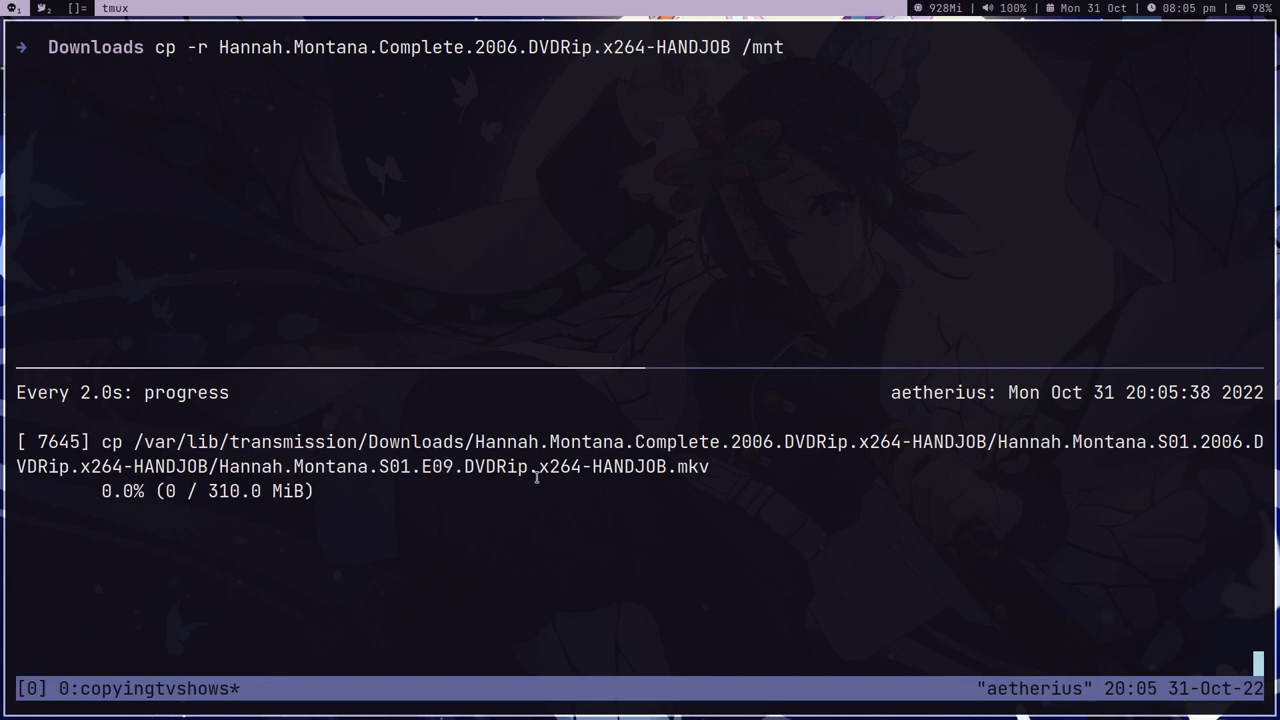 1 2 []= tmux 928Mi | 100% | Mon 31 Oct | 08:05 pm | 98%
→ Downloads cp -r Hannah.Montana.Complete.2006.DVDRip.x264-HANDJOB /mnt
Every 2.0s: progress aetherius: Mon Oct 31 20:05:38 2022
[ 7645] cp /var/lib/transmission/Downloads/Hannah.Montana.Complete.2006.DVDRip.x264-HANDJOB/Hannah.Montana.S01.2006.D
VDRip.x264-HANDJOB/Hannah.Montana.S01.E09.DVDRip.x264-HANDJOB.mkv
0.0% (0 / 310.0 MiB)
[0] 0:copyingtvshows* "aetherius" 20:05 31-Oct-22